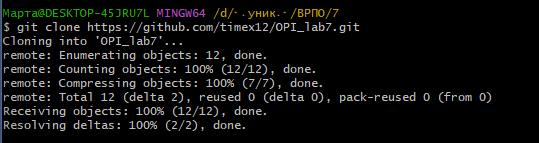 Марта@DESKTOP-45JRU7L MINGW64 /d/--.уник.--/ВРПО/7
$ git clone https://github.com/timex12/OPI_lab7.git
Cloning into 'OPI_lab7'...
remote: Enumerating objects: 12, done.
remote: Counting objects: 100% (12/12), done.
remote: Compressing objects: 100% (7/7), done.
remote: Total 12 (delta 2), reused 0 (delta 0), pack-reused 0 (from 0)
Receiving objects: 100% (12/12), done.
Resolving deltas: 100% (2/2), done.